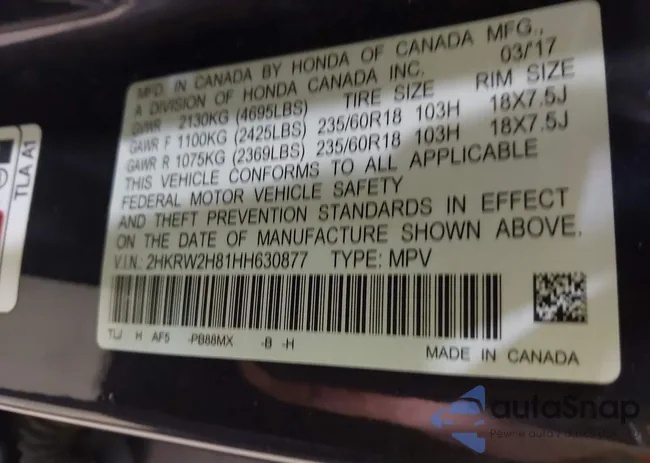 MFD. IN CANADA BY HONDA OF CANADA MFG.,
A DIVISION OF HONDA CANADA INC. 03/'17
TIRE SIZE RIM SIZE
GVWR 2130KG (4695LBS)
GAWR F 1100KG (2425LBS) 235/60R18 103H 18X7.5J
GAWR R 1075KG (2369LBS) 235/60R18 103H 18X7.5J
THIS VEHICLE CONFORMS TO ALL APPLICABLE
FEDERAL MOTOR VEHICLE SAFETY
AND THEFT PREVENTION STANDARDS IN EFFECT
ON THE DATE OF MANUFACTURE SHOWN ABOVE.
V.I.N.: 2HKRW2H81HH630877 TYPE: MPV
TLJ H AF5 -PB88MX -B -H
MADE IN CANADA
TLA A1
autoSnap